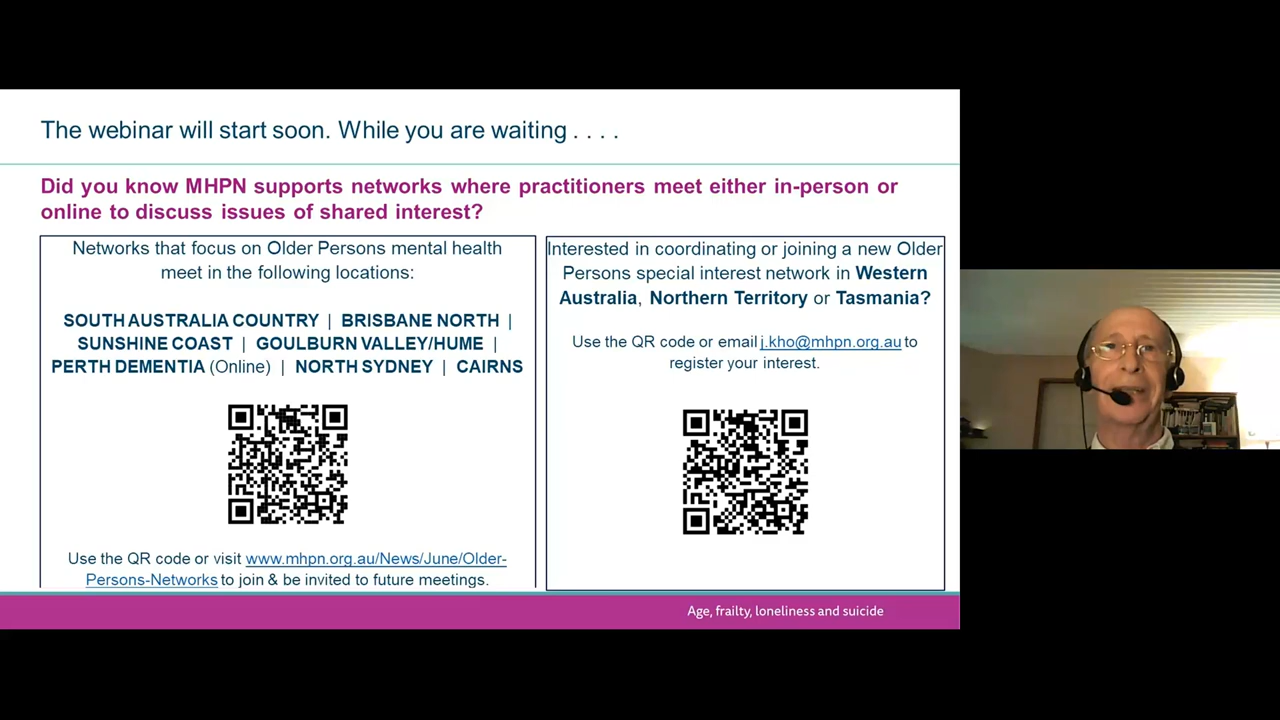 The webinar will start soon. While you are waiting . . . .
Did you know MHPN supports networks where practitioners meet either in-person or
online to discuss issues of shared interest?
Networks that focus on Older Persons mental health
meet in the following locations:
SOUTH AUSTRALIA COUNTRY | BRISBANE NORTH |
SUNSHINE COAST | GOULBURN VALLEY/HUME |
PERTH DEMENTIA (Online) | NORTH SYDNEY | CAIRNS
Use the QR code or visit www.mhpn.org.au/News/June/Older-
Persons-Networks to join & be invited to future meetings.
Interested in coordinating or joining a new Older
Persons special interest network in Western
Australia, Northern Territory or Tasmania?
Use the QR code or email j.kho@mhpn.org.au to
register your interest.
Age, frailty, loneliness and suicide